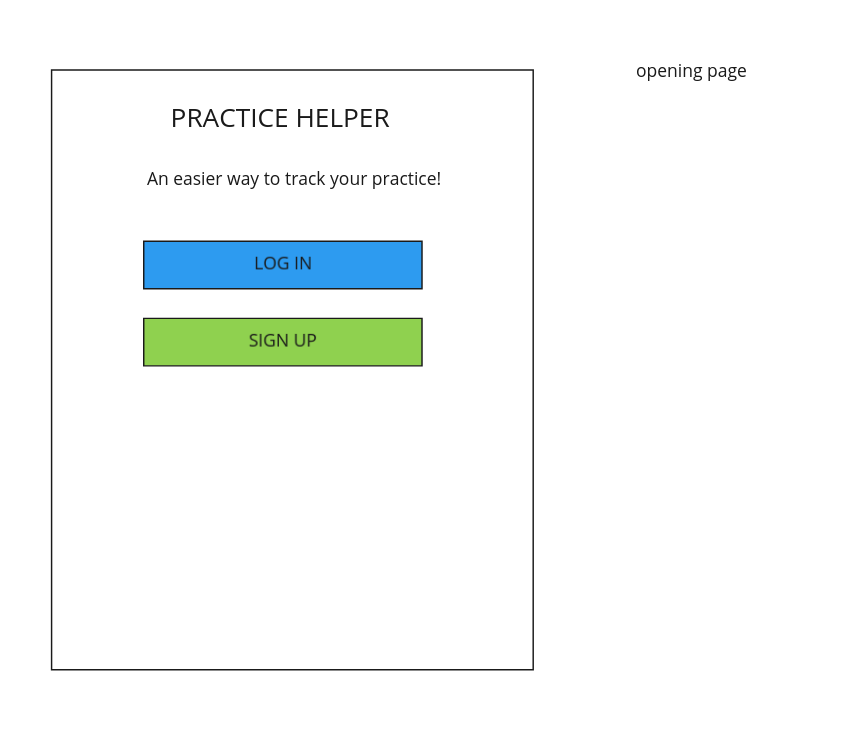 opening page
PRACTICE HELPER
An easier way to track your practice!
LOG IN
SIGN UP